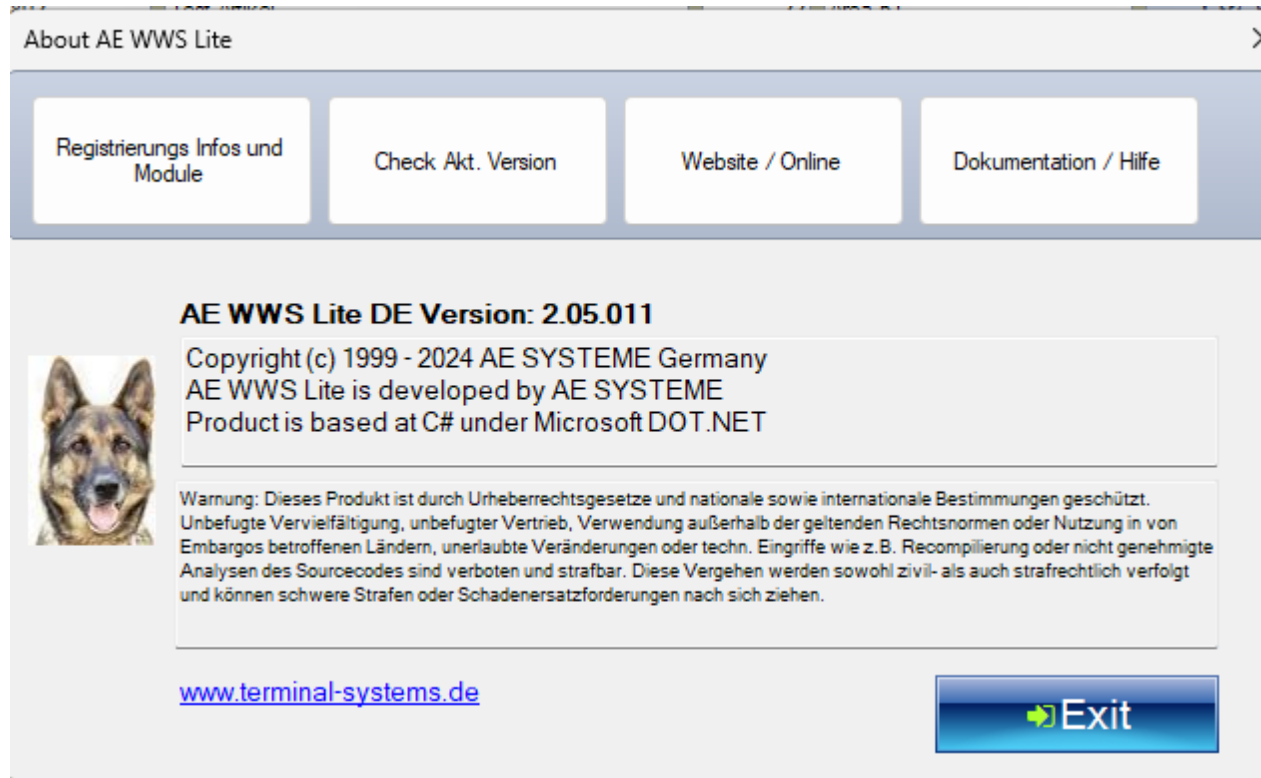 About AE WWS Lite
Registrierungs Infos und
Module
Check Akt. Version
Website / Online
Dokumentation / Hilfe
AE WWS Lite DE Version: 2.05.011
Copyright (c) 1999 - 2024 AE SYSTEME Germany
AE WWS Lite is developed by AE SYSTEME
Product is based at C# under Microsoft DOT.NET
Warnung: Dieses Produkt ist durch Urheberrechtsgesetze und nationale sowie internationale Bestimmungen geschützt.
Unbefugte Vervielfältigung, unbefugter Vertrieb, Verwendung außerhalb der geltenden Rechtsnormen oder Nutzung in von
Embargos betroffenen Ländern, unerlaubte Veränderungen oder techn. Eingriffe wie z.B. Recompilierung oder nicht genehmigte
Analysen des Sourcecodes sind verboten und strafbar. Diese Vergehen werden sowohl zivil- als auch strafrechtlich verfolgt
und können schwere Strafen oder Schadenersatzforderungen nach sich ziehen.
www.terminal-systems.de
Exit